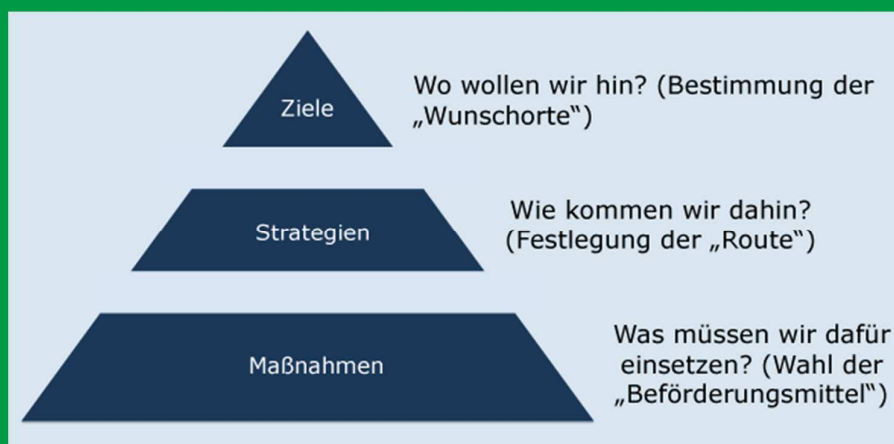 Ziele
Wo wollen wir hin? (Bestimmung der
„Wunschorte“)
Strategien
Wie kommen wir dahin?
(Festlegung der „Route“)
Maßnahmen
Was müssen wir dafür
einsetzen? (Wahl der
„Beförderungsmittel“)